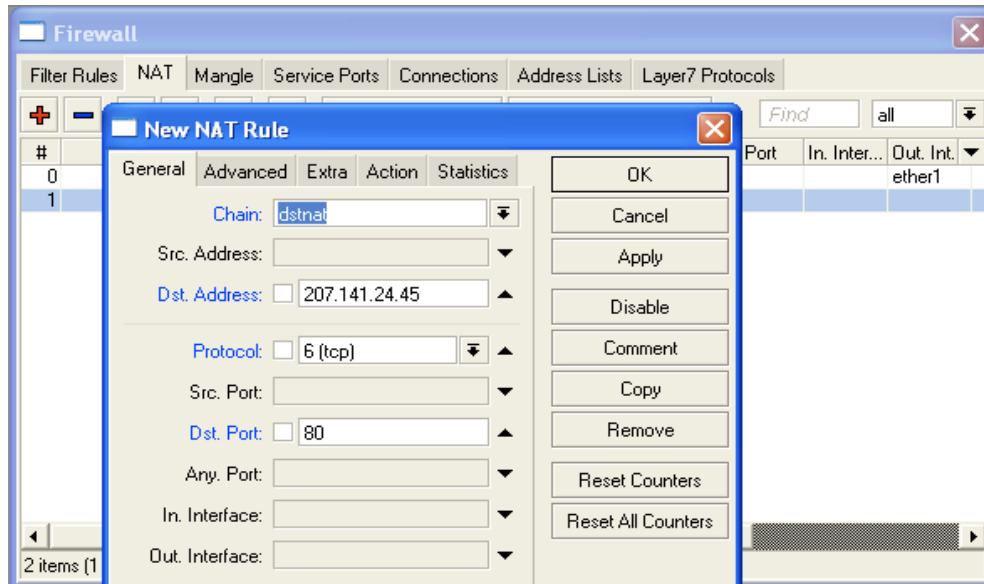 Firewall
Filter Rules NAT Mangle Service Ports Connections Address Lists Layer7 Protocols
Find all
New NAT Rule
# Port In. Inter... Out. Int.
0 ether1
1
General Advanced Extra Action Statistics
OK
Chain: dstnat
Cancel
Src. Address:
Apply
Dst. Address: 207.141.24.45
Disable
Protocol: 6 (tcp)
Comment
Src. Port:
Copy
Dst. Port: 80
Remove
Any. Port:
Reset Counters
In. Interface:
Reset All Counters
Out. Interface:
2 items (1